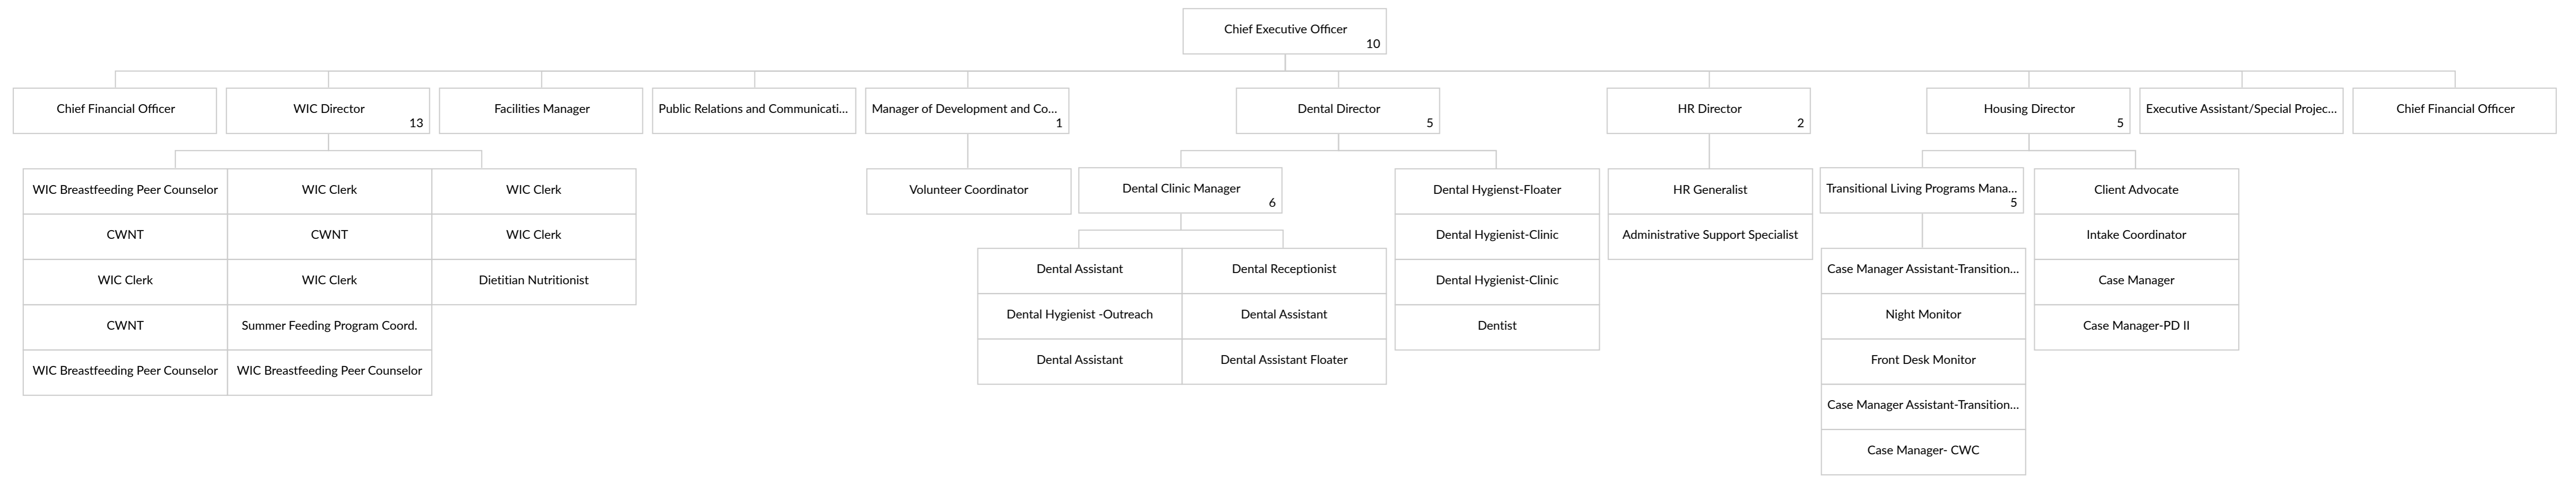 Chief Executive Officer
10
Chief Financial Officer
WIC Director
13
Facilities Manager
Public Relations and Communicati...
Manager of Development and Co...
1
Dental Director
5
HR Director
2
Housing Director
5
Executive Assistant/Special Projec...
Chief Financial Officer
WIC Breastfeeding Peer Counselor
CWNT
WIC Clerk
CWNT
WIC Breastfeeding Peer Counselor
WIC Clerk
CWNT
WIC Clerk
Summer Feeding Program Coord.
WIC Breastfeeding Peer Counselor
WIC Clerk
WIC Clerk
Dietitian Nutritionist
Volunteer Coordinator
Dental Clinic Manager
6
Dental Assistant
Dental Hygienist -Outreach
Dental Assistant
Dental Receptionist
Dental Assistant
Dental Assistant Floater
Dental Hygienst-Floater
Dental Hygienist-Clinic
Dental Hygienist-Clinic
Dentist
HR Generalist
Administrative Support Specialist
Transitional Living Programs Mana...
5
Case Manager Assistant-Transition...
Night Monitor
Front Desk Monitor
Case Manager Assistant-Transition...
Case Manager- CWC
Client Advocate
Intake Coordinator
Case Manager
Case Manager-PD II